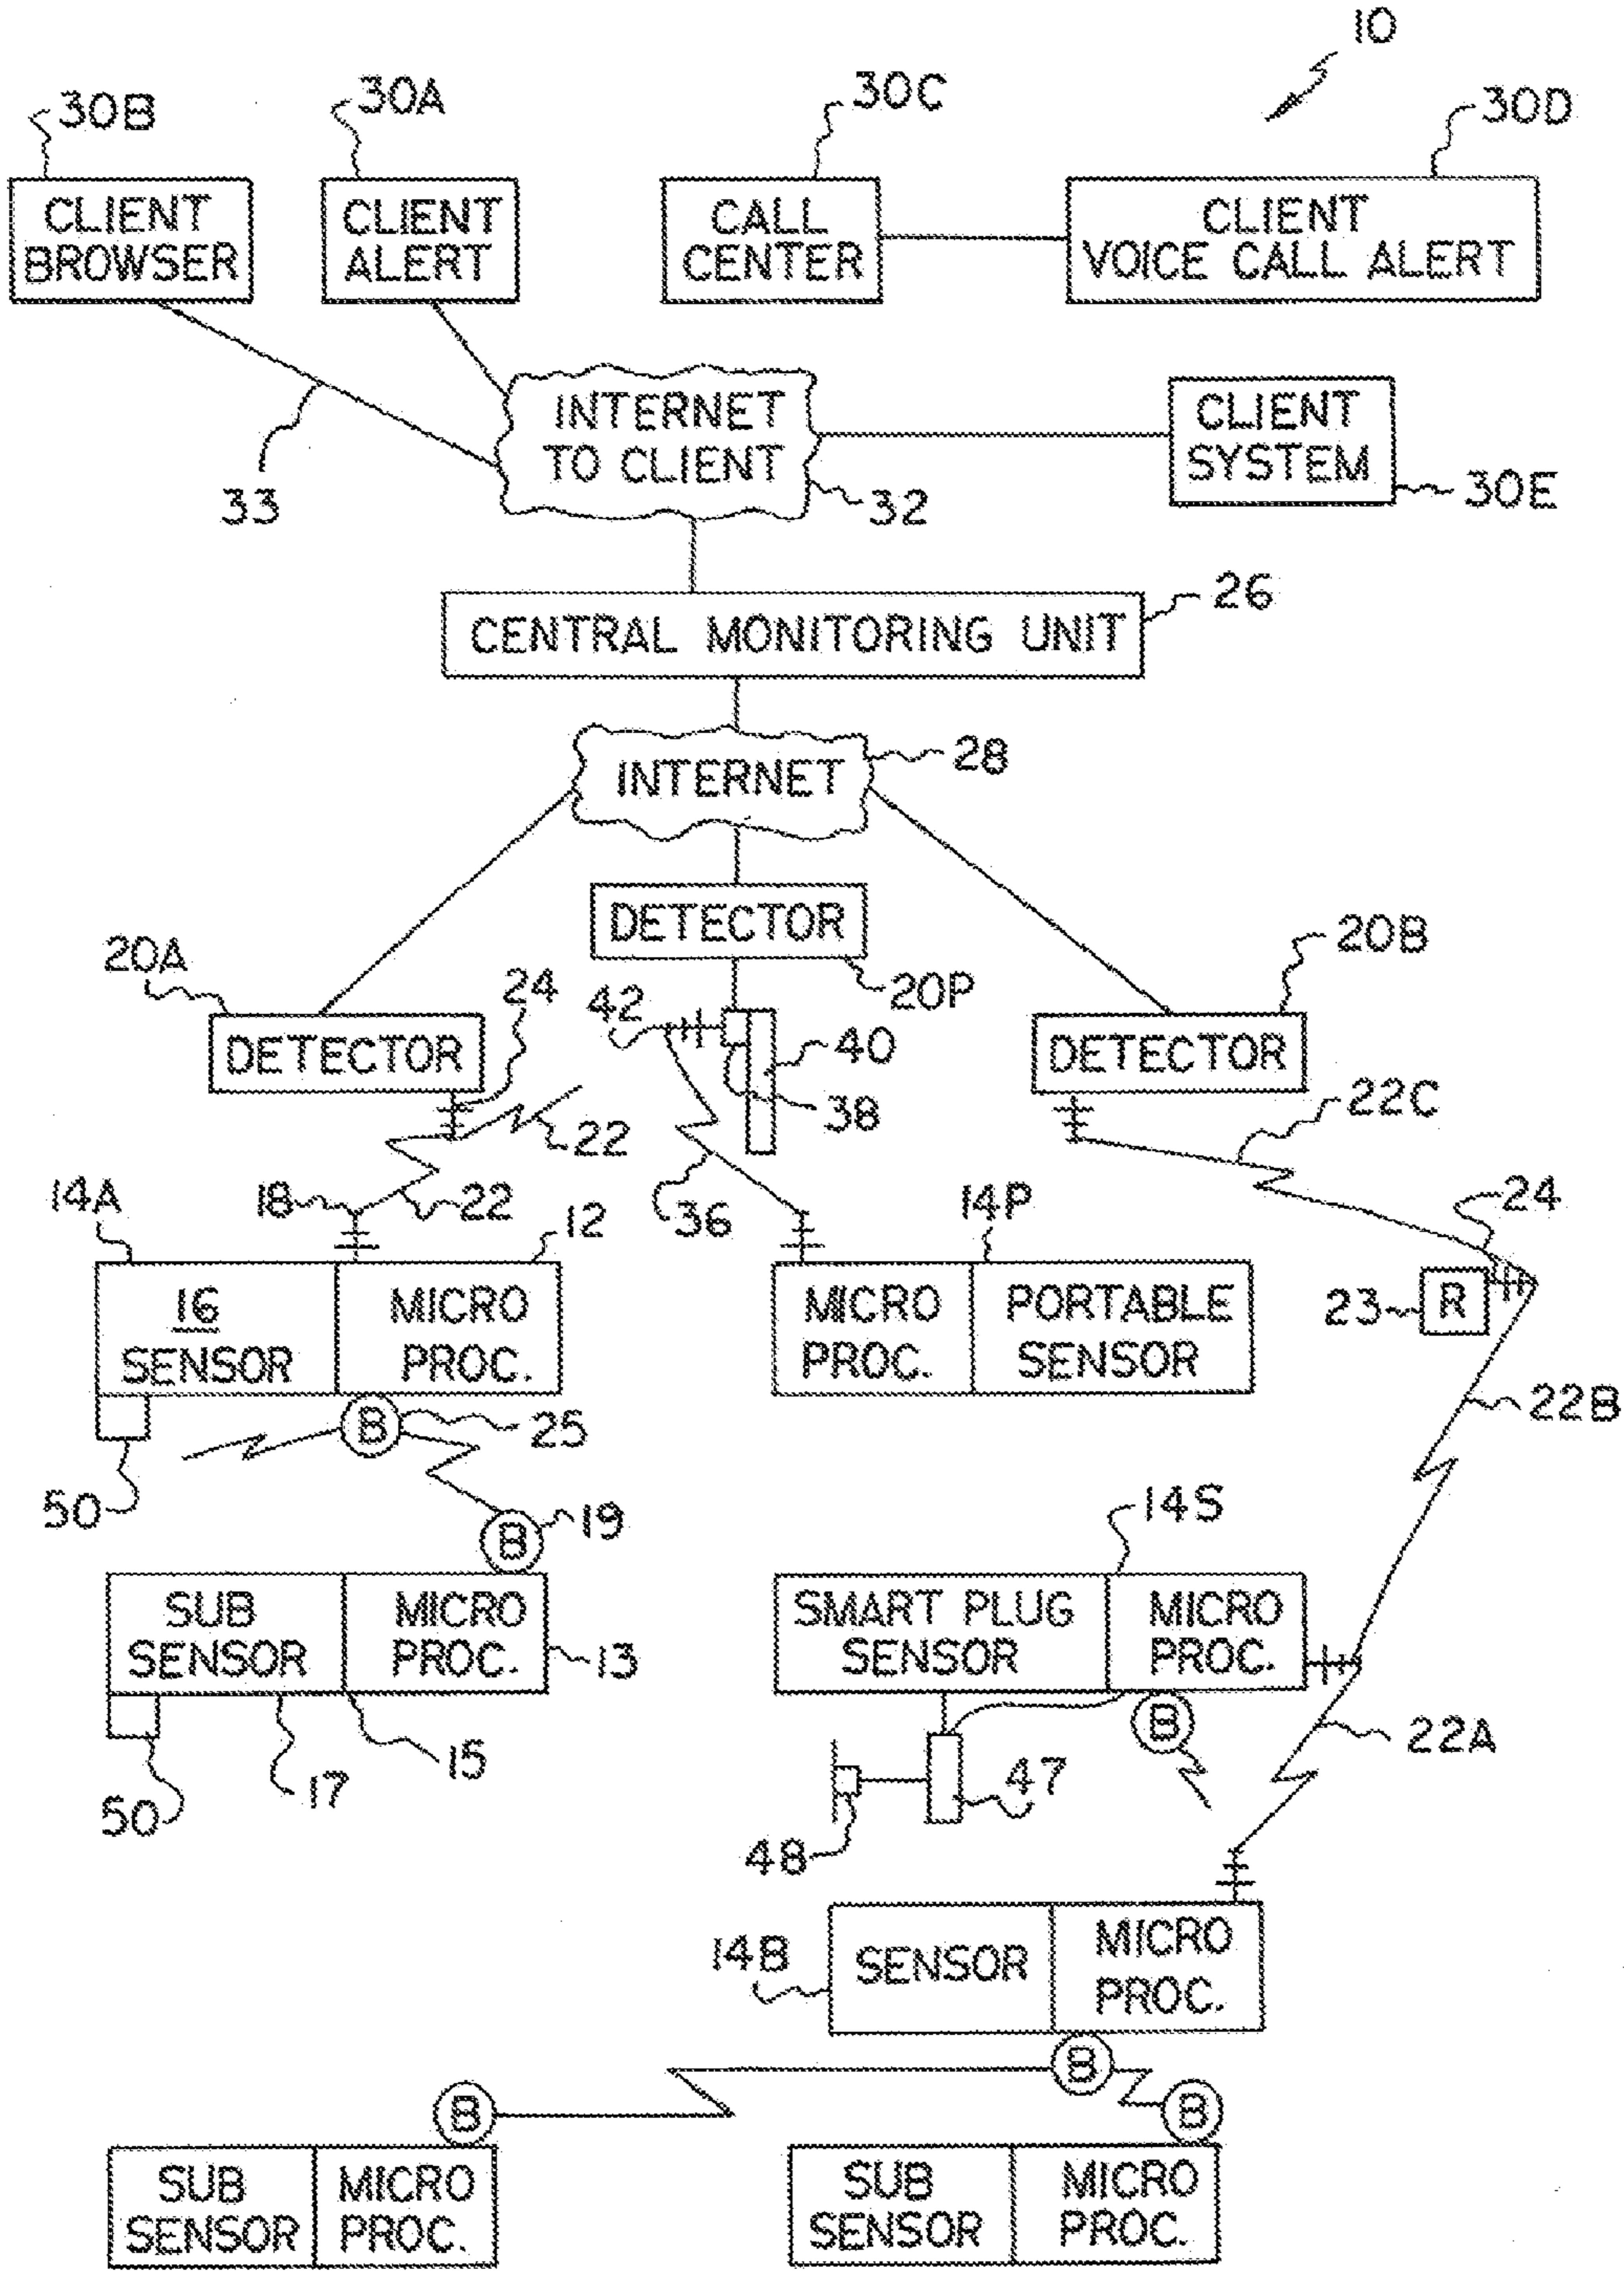 10
30B
30A
30C
30D
CLIENT
BROWSER
CLIENT
ALERT
CALL
CENTER
CLIENT
VOICE CALL ALERT
INTERNET
TO CLIENT
CLIENT
SYSTEM
33
32
30E
26
CENTRAL MONITORING UNIT
28
INTERNET
DETECTOR
20A
24
42
20P
20B
DETECTOR
40
DETECTOR
38
22
22C
14A
18
22
12
36
14P
24
16
SENSOR
MICRO
PROC.
MICRO
PROC.
PORTABLE
SENSOR
23
R
B
25
22B
50
19
B
14S
SUB
SENSOR
MICRO
PROC.
13
SMART PLUG
SENSOR
MICRO
PROC.
B
22A
50
17
15
47
48
14B
SENSOR
MICRO
PROC.
B
B
B
SUB
SENSOR
MICRO
PROC.
SUB
SENSOR
MICRO
PROC.